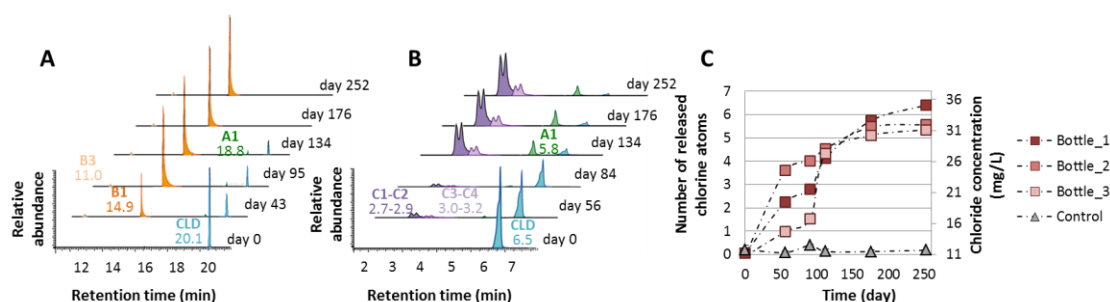 A
Relative
abundance
day 252
day 176
day 134
day 95
day 43
day 0
A1
18.8
B3
11.0
B1
14.9
CLD
20.1
12 14 16 18 20
Retention time (min)
B
Relative
abundance
day 252
day 176
day 134
day 84
day 56
day 0
A1
5.8
C1-C2
2.7-2.9
C3-C4
3.0-3.2
CLD
6.5
2 3 4 5 6 7
Retention time (min)
C
Number of released
chlorine atoms
7
6
5
4
3
2
1
0
0 50 100 150 200 250
Time (day)
35
31
26
21
16
11
Chloride concentration
(mg/L)
Bottle_1
Bottle_2
Bottle_3
Control